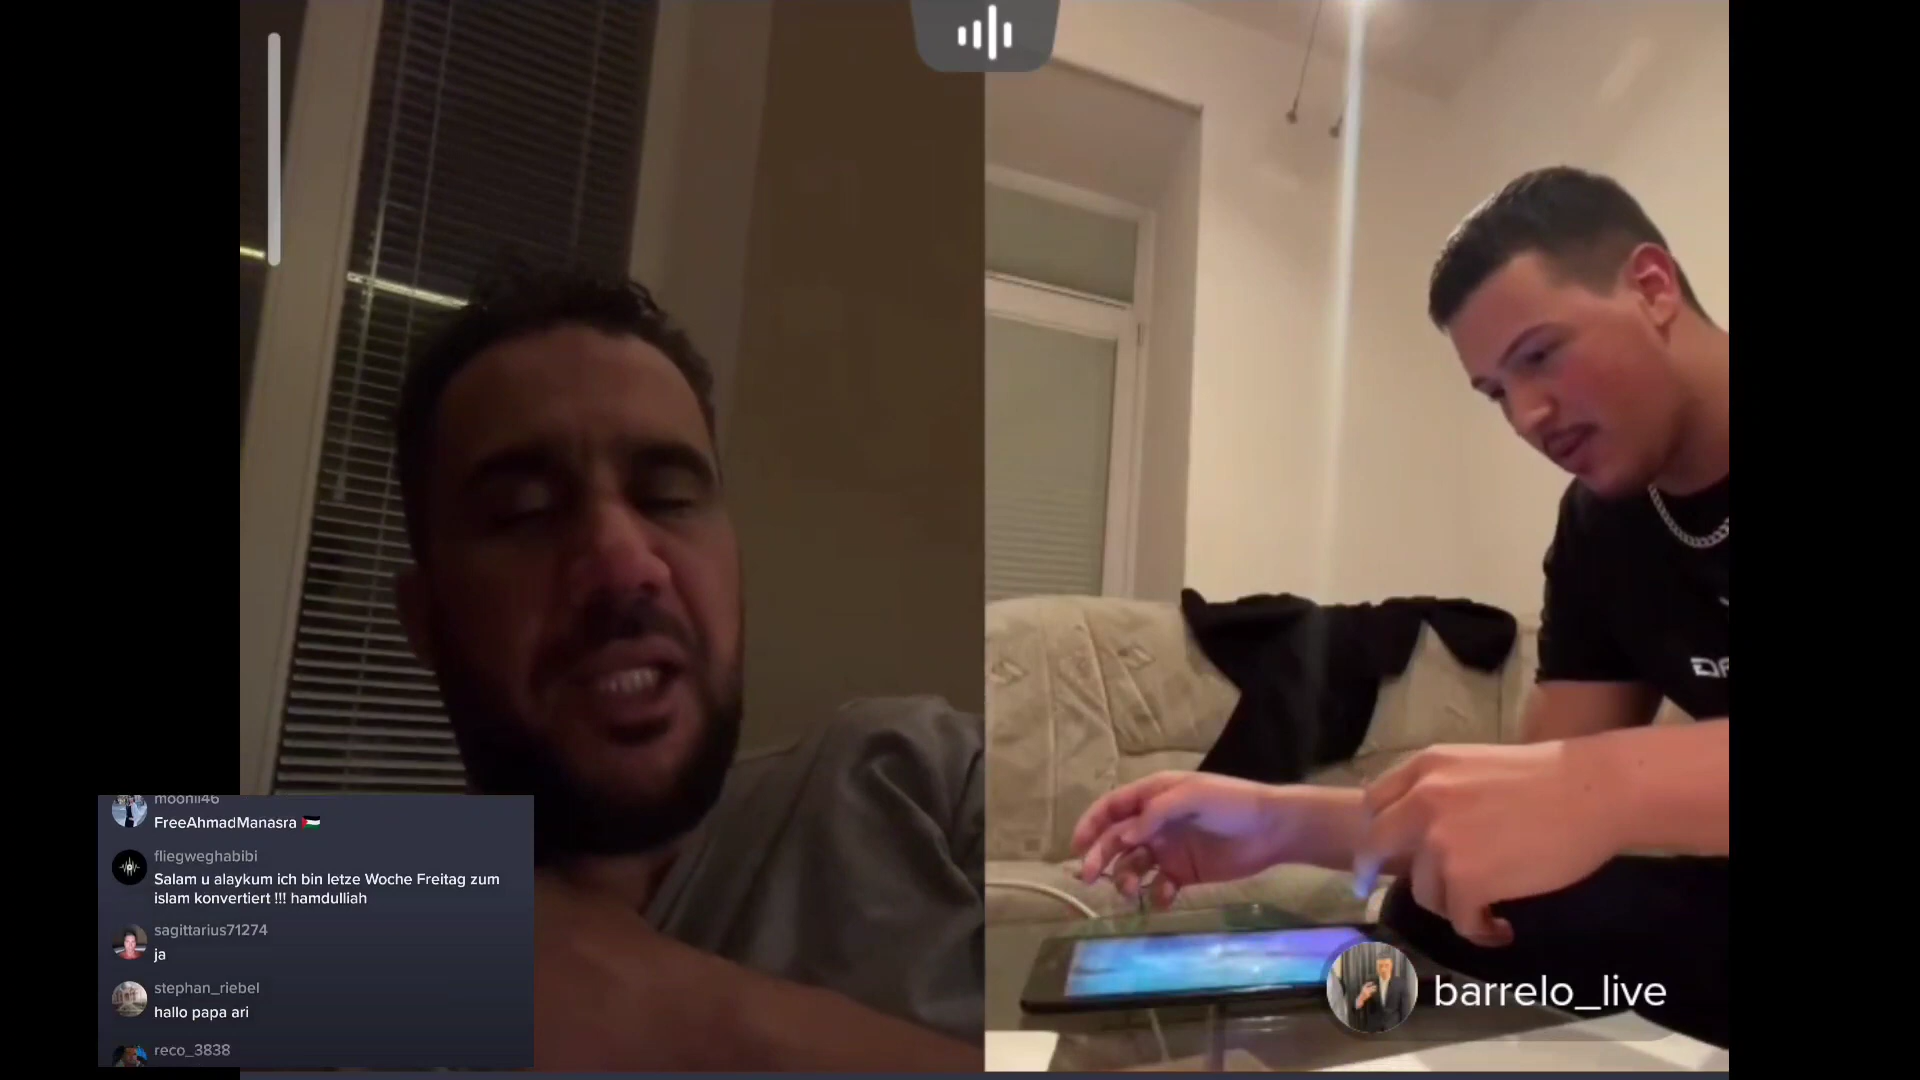 moonli46
FreeAhmadManasra
fliegweghabibi
Salam u alaykum ich bin letze Woche Freitag zum
islam konvertiert !!! hamdulliah
sagittarius71274
ja
stephan_riebel
hallo papa ari
reco_3838
barrelo_live